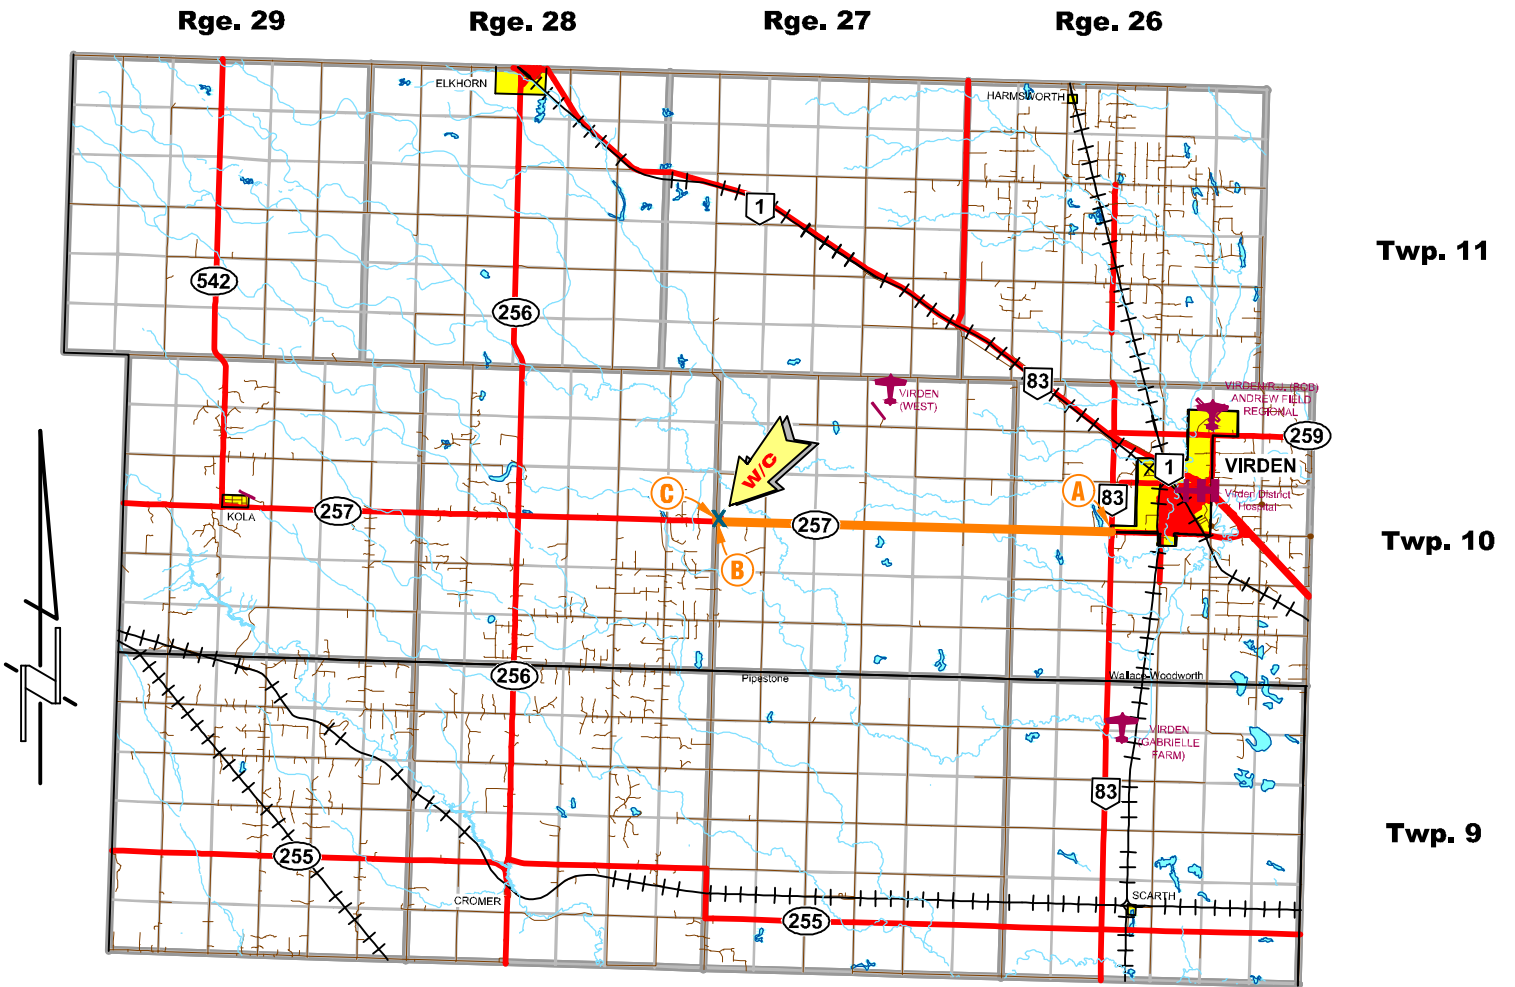 Rge. 29 Rge. 28 Rge. 27 Rge. 26
ELKHORN
HARMSWORTH
1
Twp. 11
542
256
83
VIRDEN
(WEST)
VIRDEN/R.J. (BOB)
ANDREW FIELD
REGIONAL
259
W/C
1
VIRDEN
C
A
83
Virden District
Hospital
KOLA
257
257
B
Twp. 10
256
Pipestone
Wallace-Woodworth
VIRDEN
(GABRIELLE
FARM)
83
Twp. 9
255
CROMER
SCARTH
255